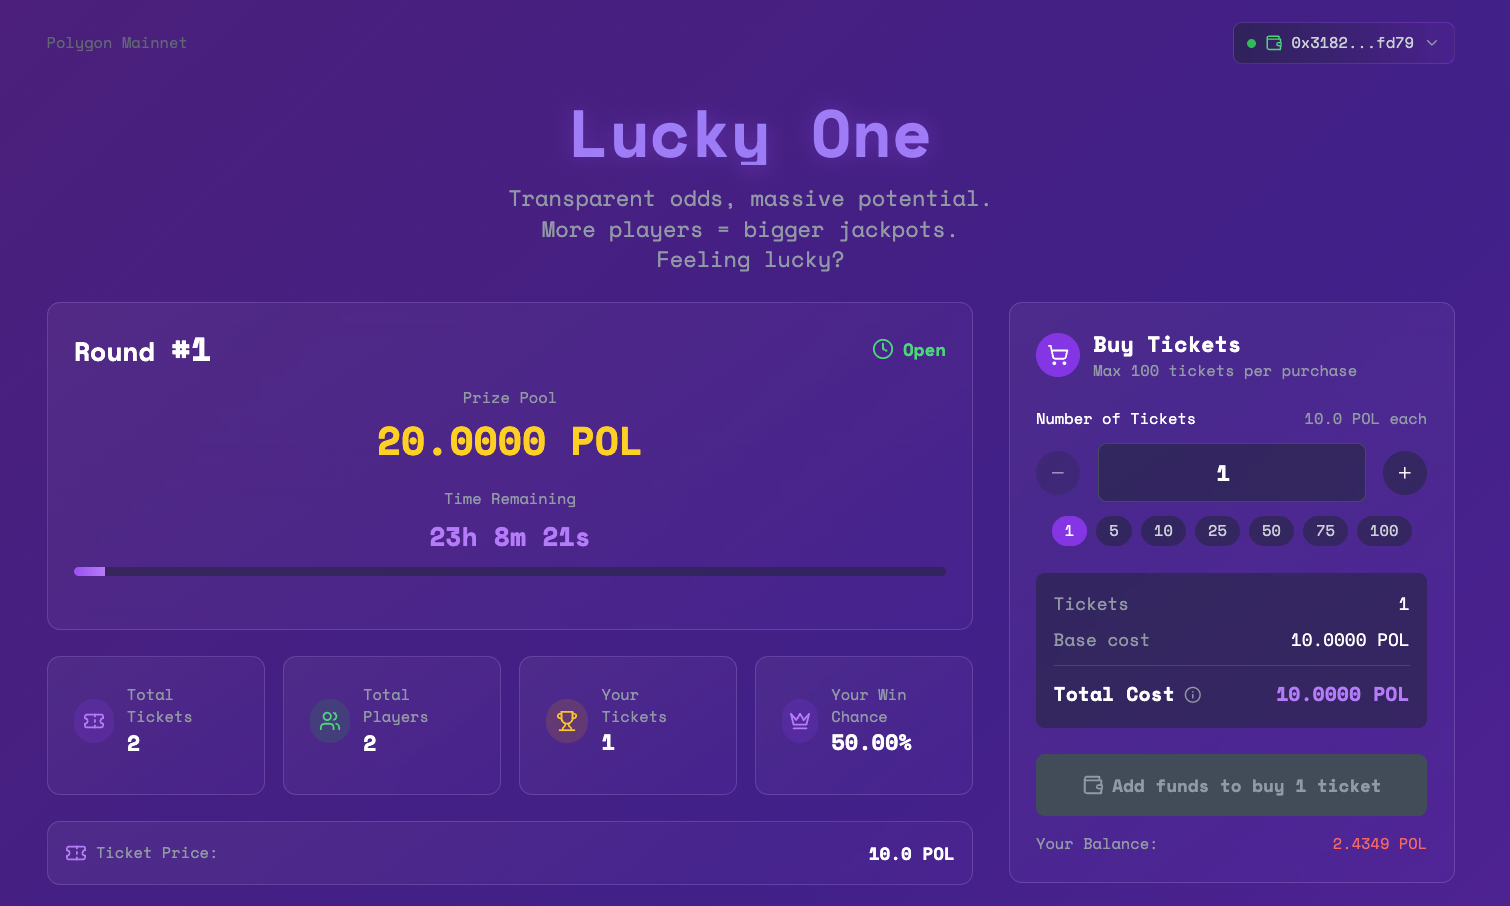 Polygon Mainnet
0x3182...fd79
Lucky One
Transparent odds, massive potential.
More players = bigger jackpots.
Feeling lucky?
Round #1
Open
Prize Pool
20.0000 POL
Time Remaining
23h 8m 21s
Total
Tickets
2
Total
Players
2
Your
Tickets
1
Your Win
Chance
50.00%
Ticket Price:
10.0 POL
Buy Tickets
Max 100 tickets per purchase
Number of Tickets
10.0 POL each
1
1 5 10 25 50 75 100
Tickets
1
Base cost
10.0000 POL
Total Cost
10.0000 POL
Add funds to buy 1 ticket
Your Balance:
2.4349 POL